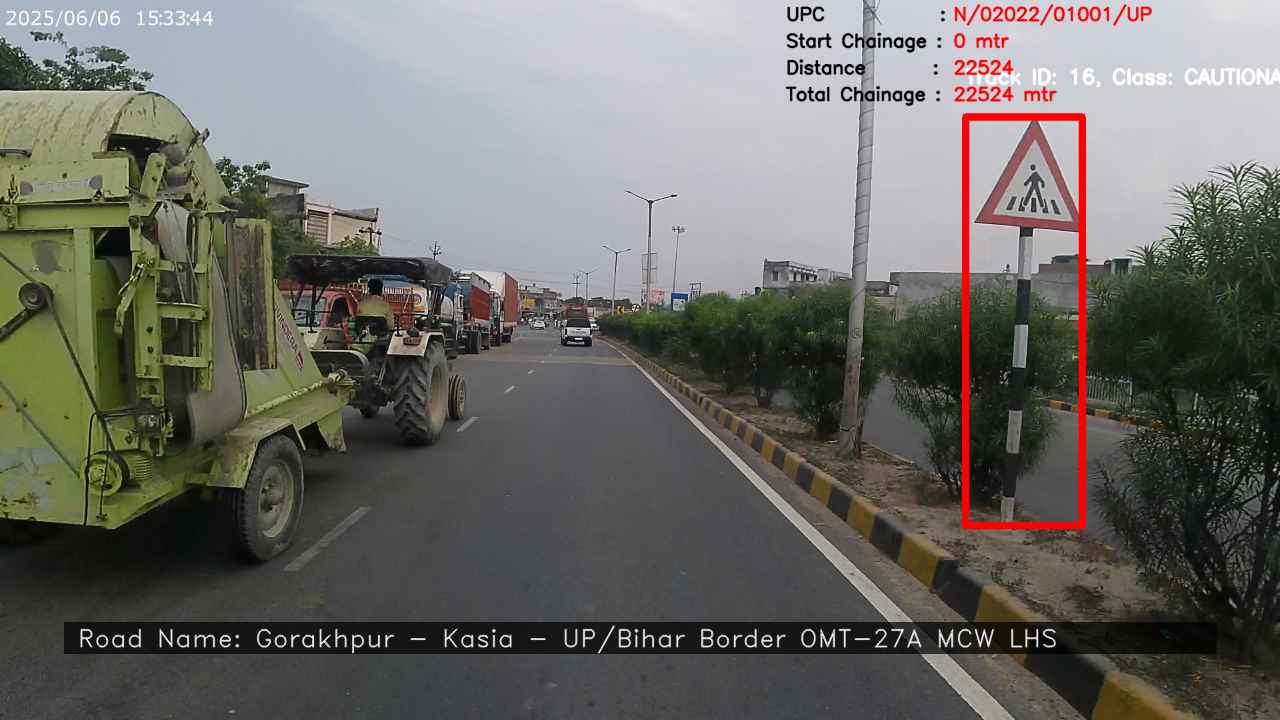 2025/06/06 15:33:44
UPC : N/02022/01001/UP
Start Chainage : 0 mtr
Distance : 22524
Track ID: 16, Class: CAUTIONA
Total Chainage : 22524 mtr
Road Name: Gorakhpur - Kasia - UP/Bihar Border OMT-27A MCW LHS